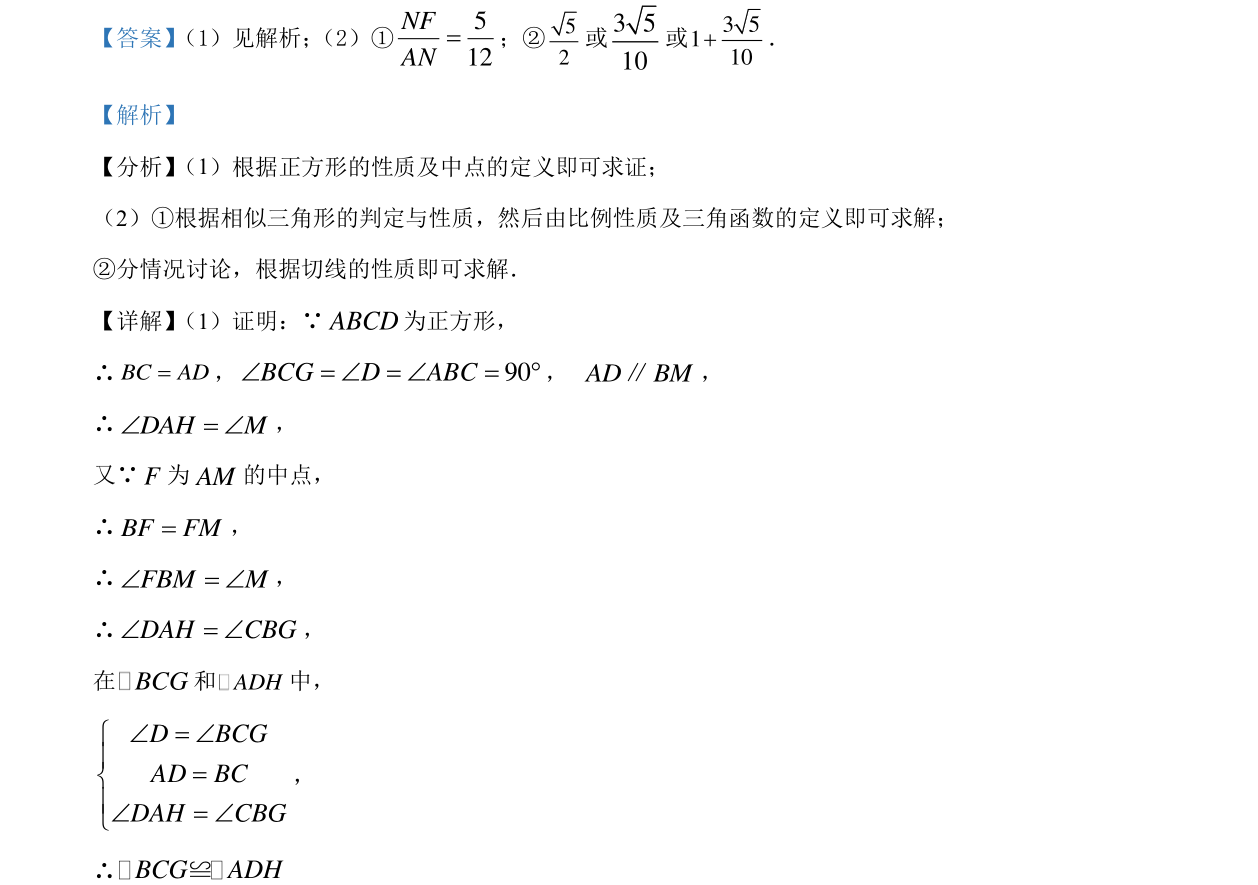 【答案】（1）见解析；（2）①NF/AN = 5/12；②√5/2 或 3√5/10 或1+3√5/10．
【解析】
【分析】（1）根据正方形的性质及中点的定义即可求证；
（2）①根据相似三角形的判定与性质，然后由比例性质及三角函数的定义即可求解；
②分情况讨论，根据切线的性质即可求解．
【详解】（1）证明：∵ ABCD 为正方形，
∴ BC = AD，∠BCG = ∠D = ∠ABC = 90°， AD // BM ，
∴ ∠DAH = ∠M ，
又∵ F 为 AM 的中点，
∴ BF = FM ，
∴ ∠FBM = ∠M ，
∴ ∠DAH = ∠CBG ，
在□BCG 和□ADH 中，
∠D = ∠BCG
{ AD = BC ，
∠DAH = ∠CBG
∴□BCG≌□ADH